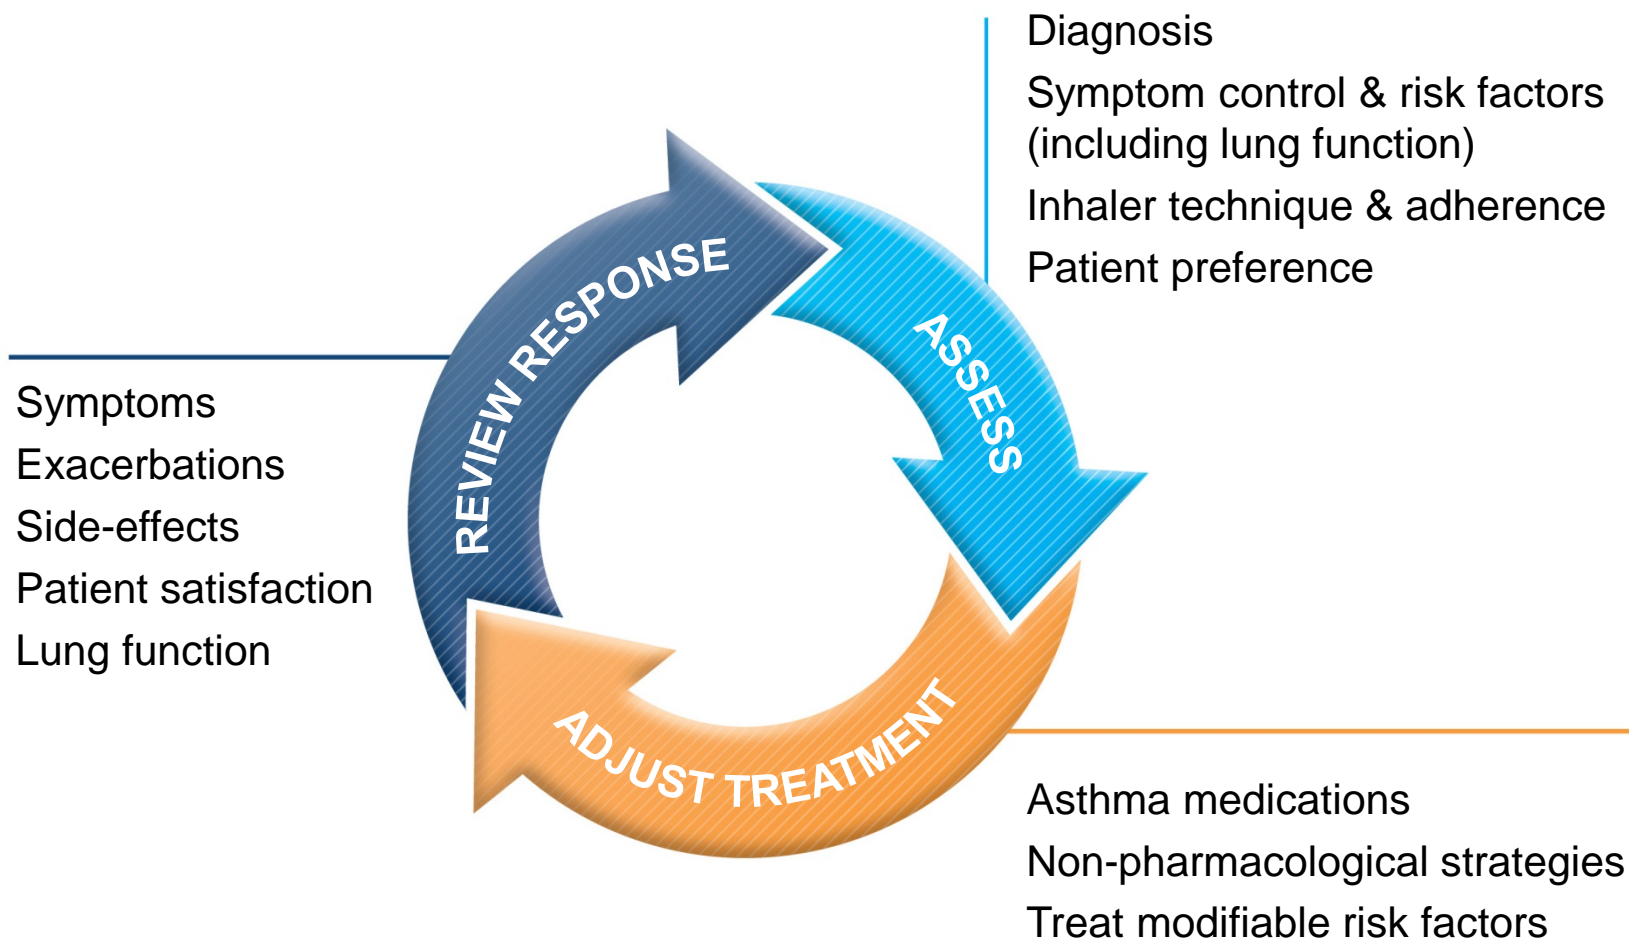 Diagnosis
Symptom control & risk factors
(including lung function)
Inhaler technique & adherence
Patient preference
ASSESS
REVIEW RESPONSE
Symptoms
Exacerbations
Side-effects
Patient satisfaction
Lung function
ADJUST TREATMENT
Asthma medications
Non-pharmacological strategies
Treat modifiable risk factors